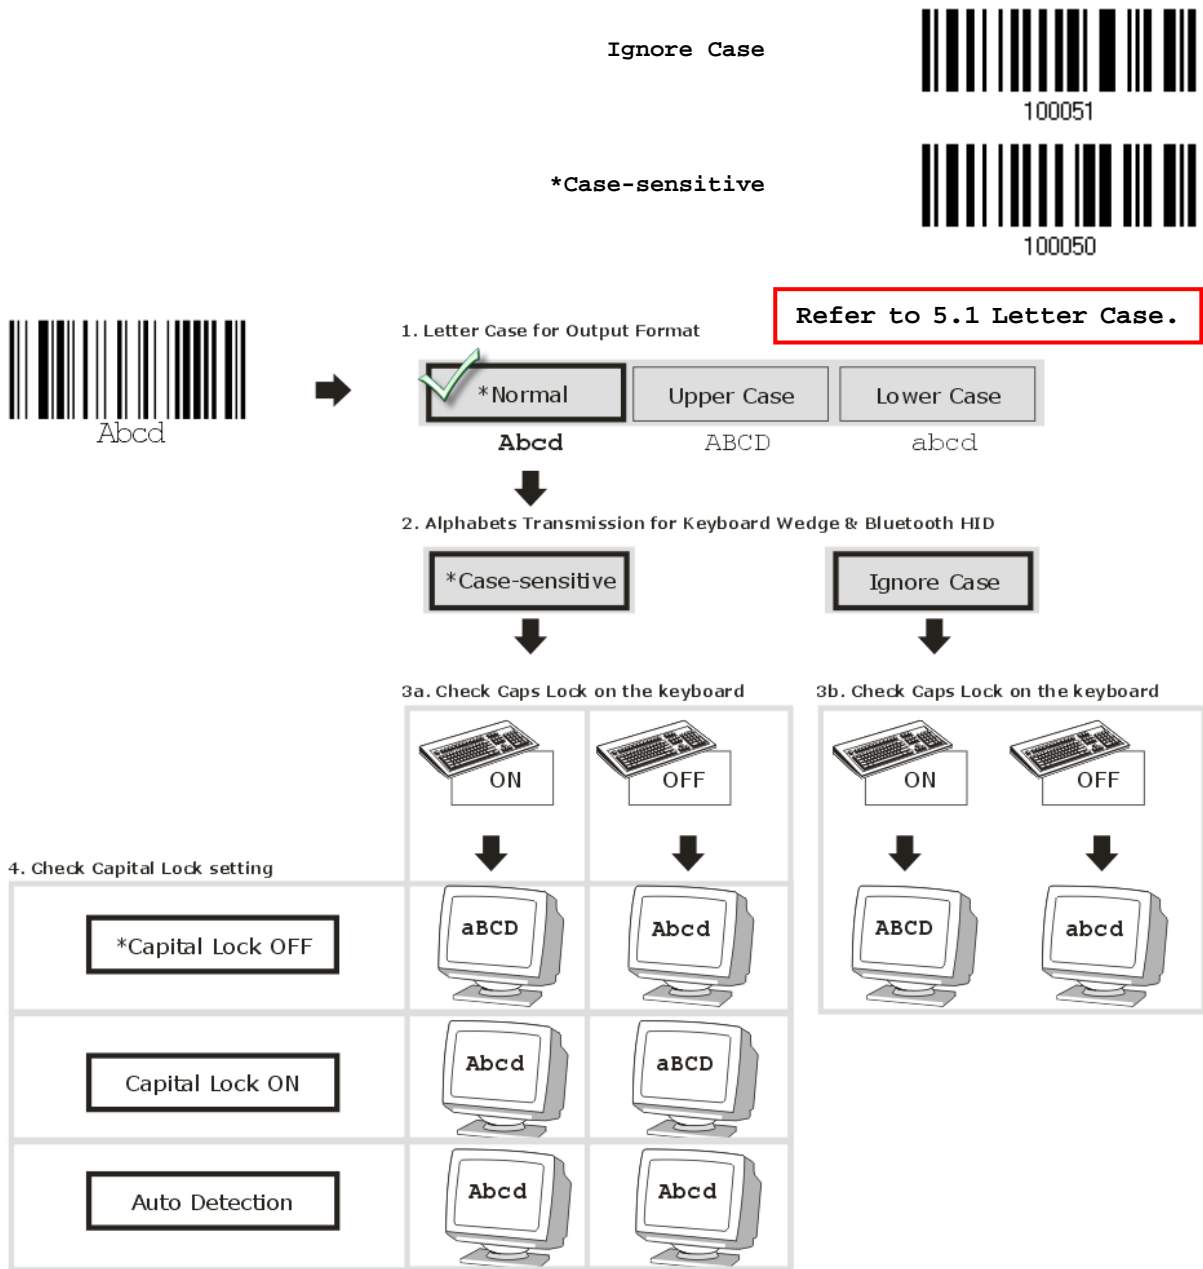 Ignore Case
100051
*Case-sensitive
100050
Refer to 5.1 Letter Case.
Abcd
1. Letter Case for Output Format
*Normal Upper Case Lower Case
Abcd ABCD abcd
2. Alphabets Transmission for Keyboard Wedge & Bluetooth HID
*Case-sensitive Ignore Case
3a. Check Caps Lock on the keyboard 3b. Check Caps Lock on the keyboard
ON OFF ON OFF
4. Check Capital Lock setting
*Capital Lock OFF aBCD Abcd ABCD abcd
Capital Lock ON Abcd aBCD
Auto Detection Abcd Abcd